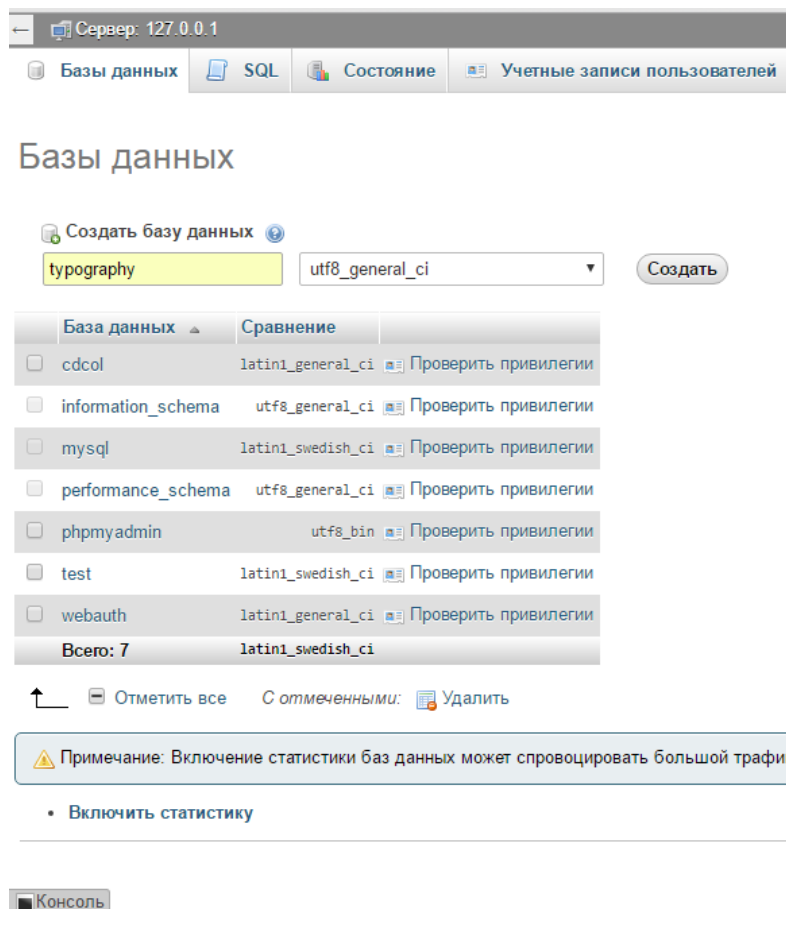 ← Сервер: 127.0.0.1
Базы данных SQL Состояние Учетные записи пользователей
Базы данных
Создать базу данных
typography utf8_general_ci Создать
База данных Сравнение
cdcol latin1_general_ci Проверить привилегии
information_schema utf8_general_ci Проверить привилегии
mysql latin1_swedish_ci Проверить привилегии
performance_schema utf8_general_ci Проверить привилегии
phpmyadmin utf8_bin Проверить привилегии
test latin1_swedish_ci Проверить привилегии
webauth latin1_general_ci Проверить привилегии
Всего: 7 latin1_swedish_ci
Отметить все С отмеченными: Удалить
Примечание: Включение статистики баз данных может спровоцировать большой трафи
• Включить статистику
Консоль